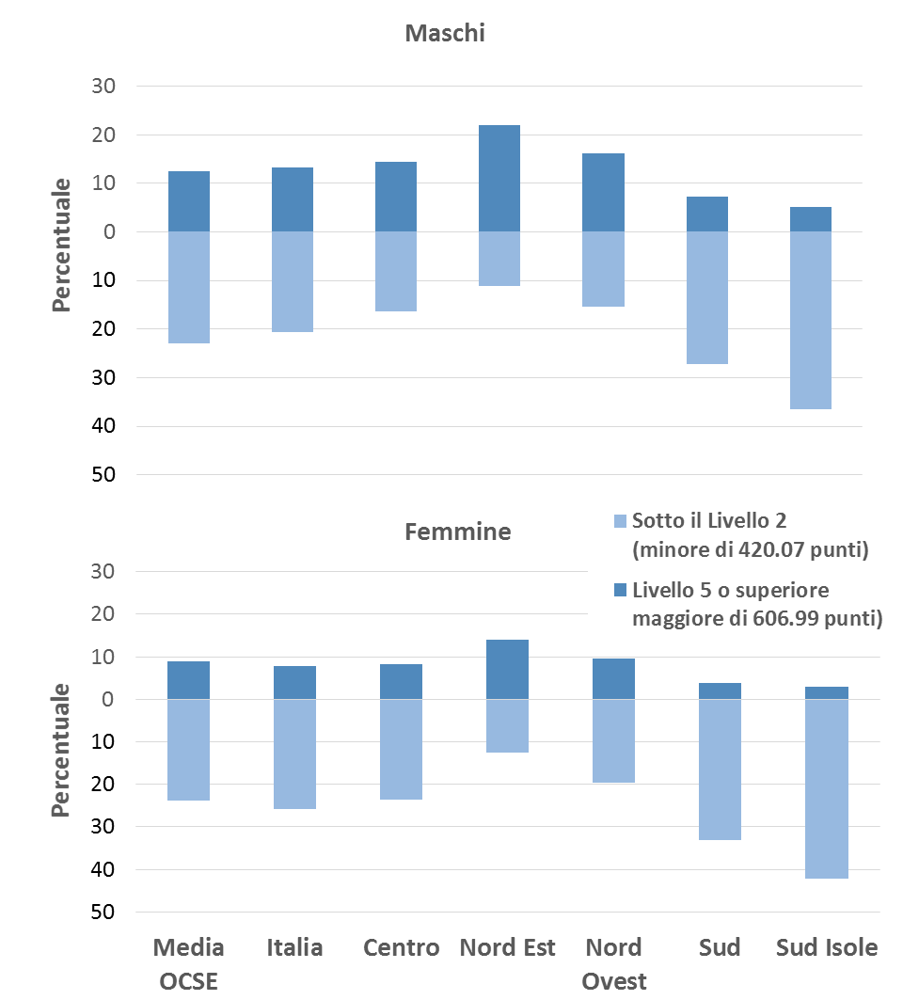 Maschi
30
20
10
0
10
20
30
40
50
Percentuale
Femmine
Sotto il Livello 2
(minore di 420.07 punti)
Livello 5 o superiore
maggiore di 606.99 punti)
30
20
10
0
10
20
30
40
50
Percentuale
Media OCSE
Italia
Centro
Nord Est
Nord Ovest
Sud
Sud Isole